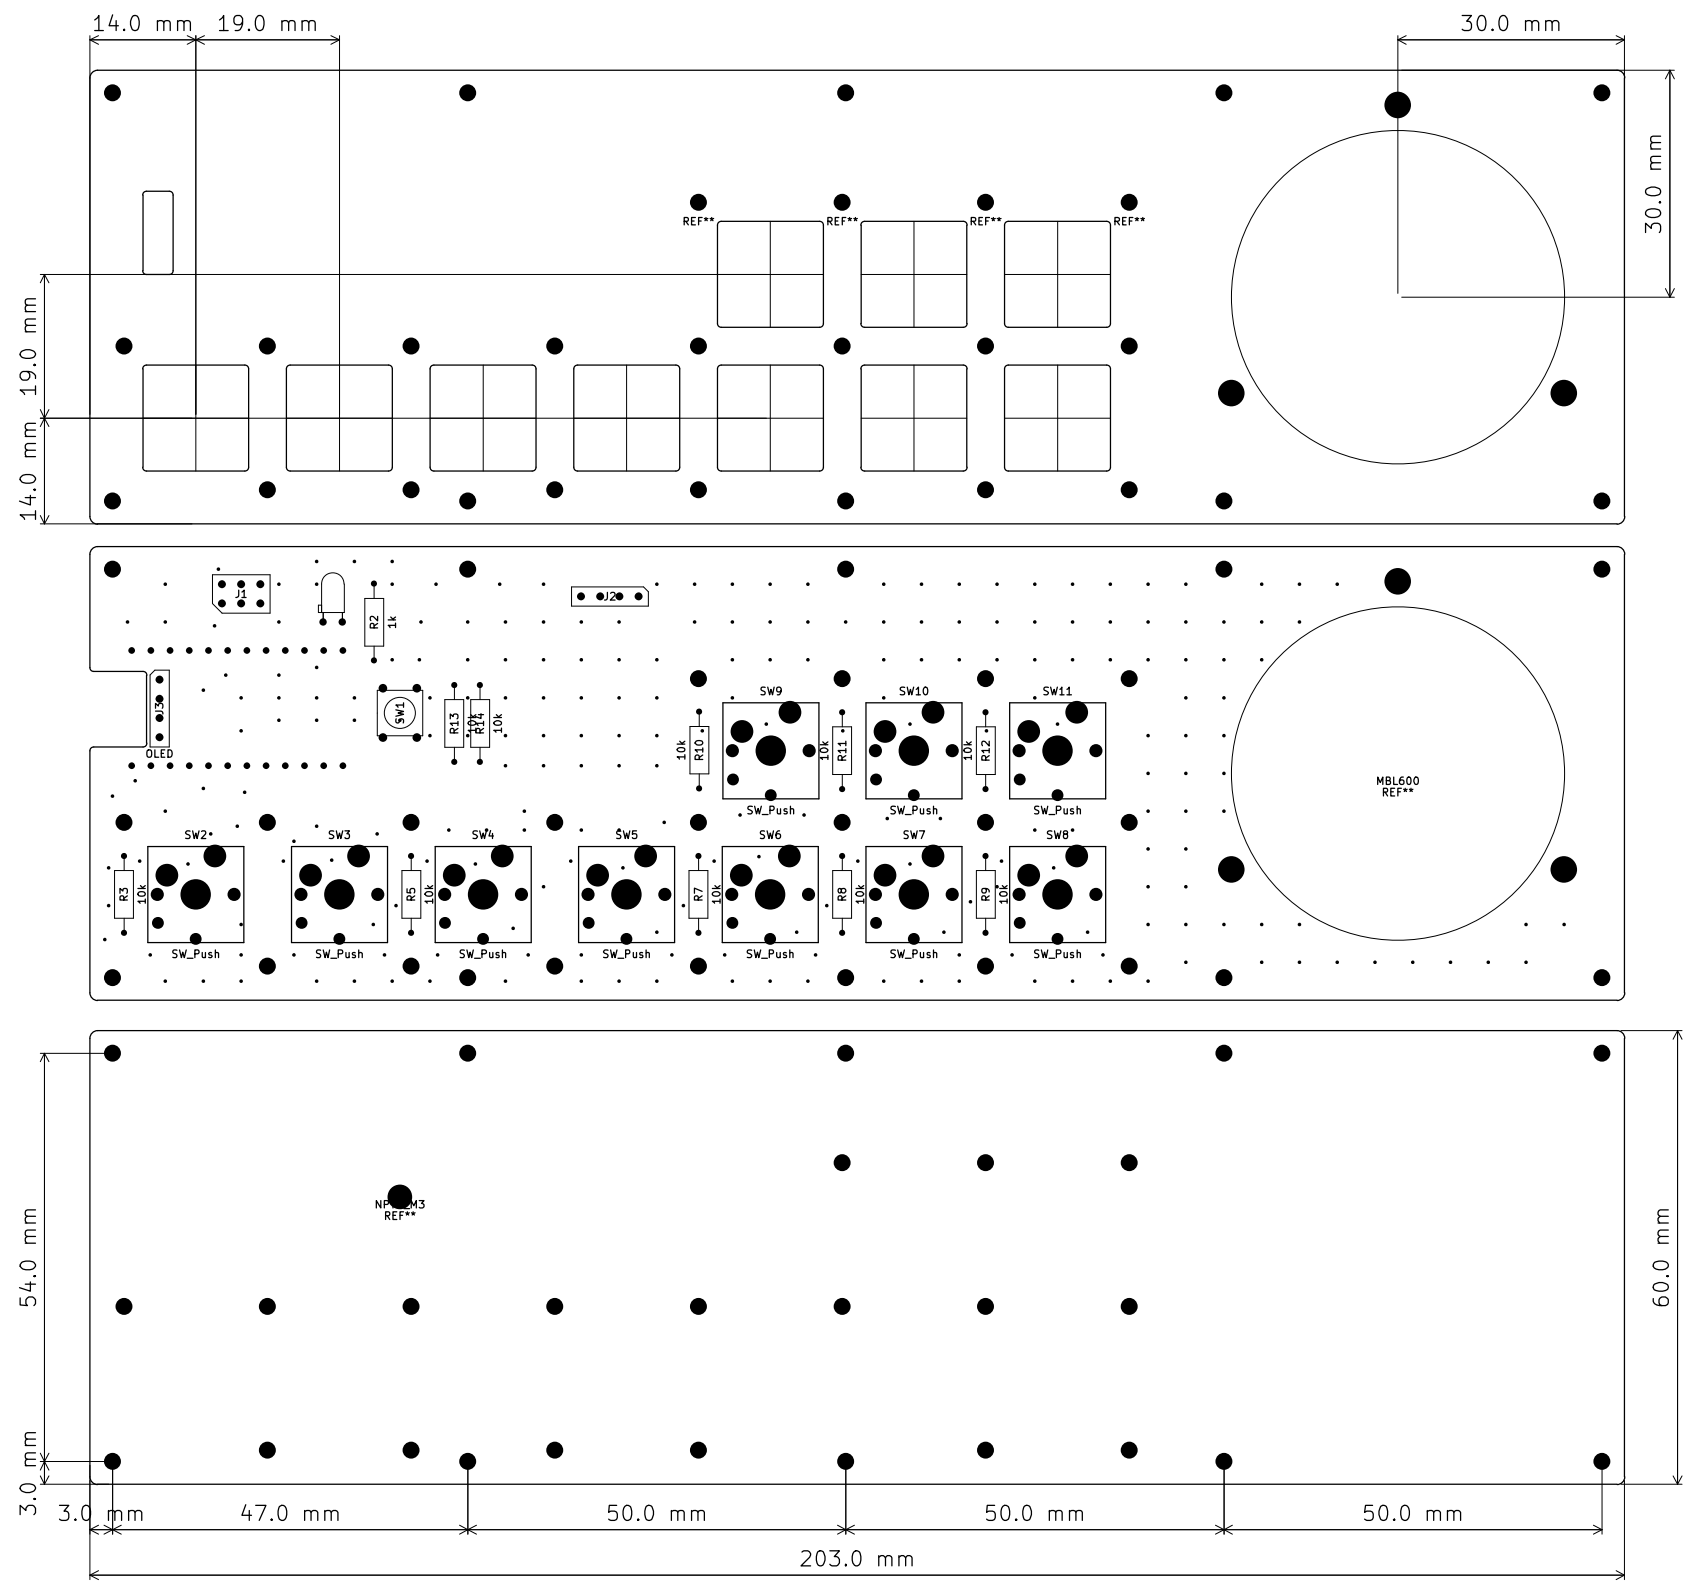 14.0 mm 19.0 mm 30.0 mm
30.0 mm
REF** REF** REF** REF**
19.0 mm
14.0 mm
J1
J2
R2 1k
J3
OLED
SW1
R13 10k R14 10k
SW9 SW10 SW11
10k R10 10k R11 10k R12
MBL600
REF**
SW_Push SW_Push SW_Push
SW2 SW3 SW4 SW5 SW6 SW7 SW8
R3 10k R5 10k R7 10k R8 10k R9 10k
SW_Push SW_Push SW_Push SW_Push SW_Push SW_Push SW_Push
REF**
54.0 mm
60.0 mm
3.0 mm
3.0 mm 47.0 mm 50.0 mm 50.0 mm 50.0 mm
203.0 mm